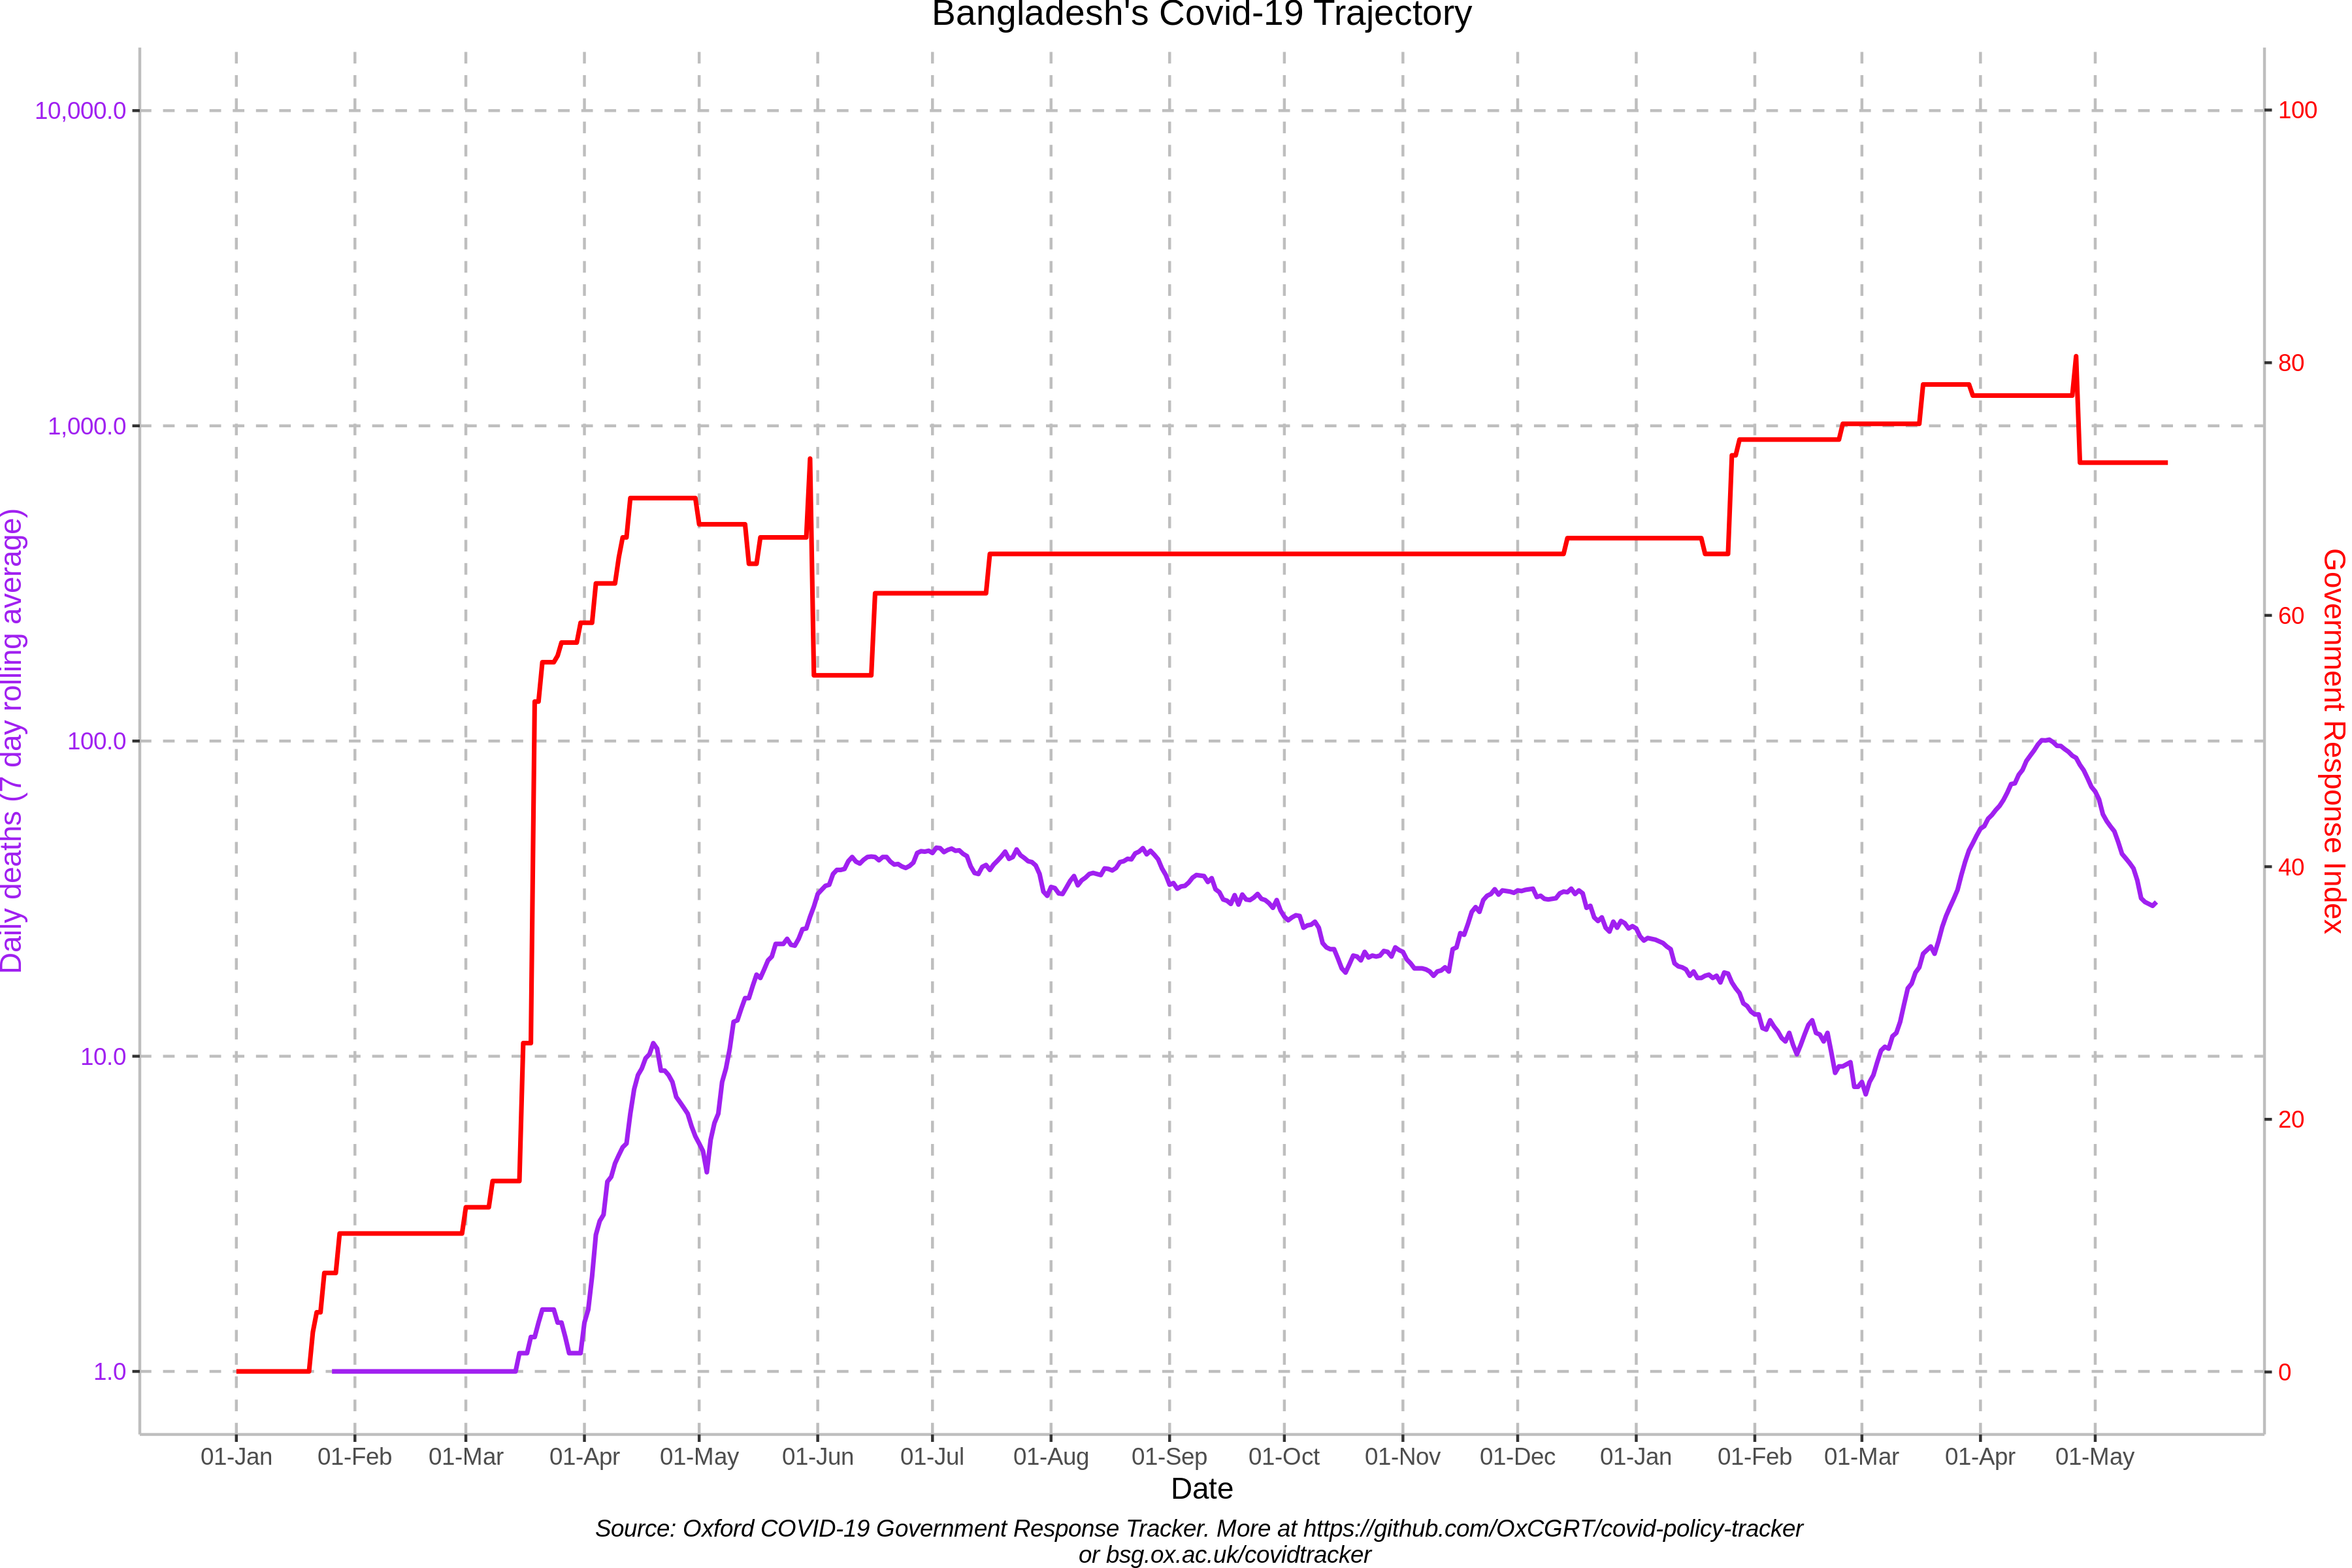 Bangladesh's Covid-19 Trajectory
10,000.0
1,000.0
100.0
10.0
1.0
Daily deaths (7 day rolling average)
100
80
60
40
20
0
Government Response Index
01-Jan
01-Feb
01-Mar
01-Apr
01-May
01-Jun
01-Jul
01-Aug
01-Sep
01-Oct
01-Nov
01-Dec
01-Jan
01-Feb
01-Mar
01-Apr
01-May
Date
Source: Oxford COVID-19 Government Response Tracker. More at https://github.com/OxCGRT/covid-policy-tracker
or bsg.ox.ac.uk/covidtracker